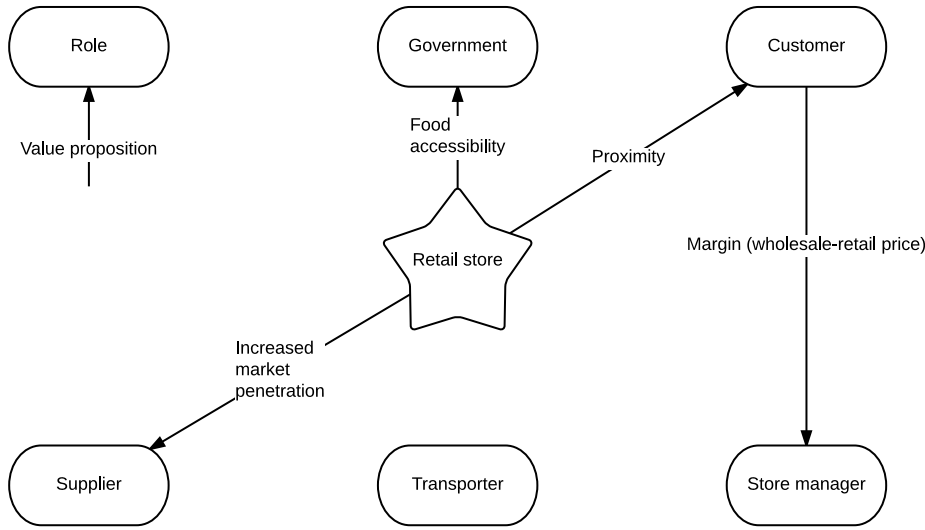 Role
Government
Customer
Food
accessibility
Value proposition
Proximity
Margin (wholesale-retail price)
Retail store
Increased
market
penetration
Supplier
Transporter
Store manager